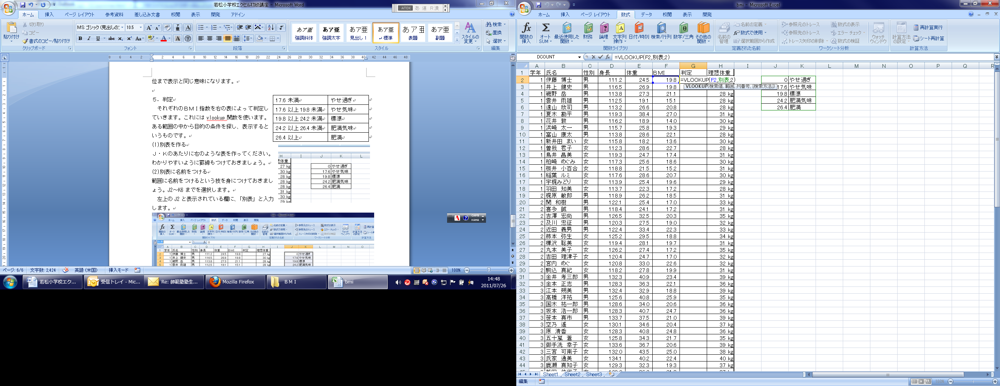 若松小学校エクセル初級講座 - Microsoft Word
ATOK あ 連 R 漢
ホーム 挿入 ページ レイアウト 参考資料 差し込み文書 校閲 表示 開発 アドイン
貼り付け
切り取り
コピー
書式のコピー/貼り付け
クリップボード
MS ゴシック (見出しの 10.5
フォント
段落
あア亜 強調斜体
あア亜 強調太字
あア亜 見出し 1
あア亜 ↲ 標準
あア亜 表題
あア亜 副題
スタイルの変更
スタイル
検索
置換
選択
編集
8 6 4 2 2 4 6 8 10 12 14 16 18 20 22 24 26 28 30 32 34 36 38 40 42 44 46 48
位まで表示と同じ意味になります。
５．判定
それぞれのＢＭＩ指数を右の表によって判定し
ていきます。これには vlookup 関数を使います。
ある範囲の中から目的の条件を探し、表示すると
いうものです。
(1)別表を作る
Ｊ・Ｋのあたりに右のような表を作ってください。
わかりやすいように罫線もつけておきましょう。
(2)別表に名前をつける
範囲に名前をつけるという技を身につけておきまし
ょう。J2～K6 までを選択します。
左上の J2 と表示されている欄に、「別表」と入力
します。
17.6 未満 やせ過ぎ
17.6 以上 19.8 未満 やせ気味
19.8 以上 24.2 未満 標準
24.2 以上 26.4 未満 肥満気味
26.4 以上 肥満
H I J K L
27 kg 0 やせ過ぎ
30 kg 17.6 やせ気味
28 kg 19.8 標準
28 kg 24.2 肥満気味
28 kg 26.4 肥満
31 kg
30 kg
29 kg
ページ: 6/6 文字数: 2,424 英語 (米国) 挿入モード 100%
CAPS
KANA
若松小学校エク... 受信トレイ - Mic... Re: 師範塾塾生... Mozilla Firefox ＢＭＩ bmi
14:48
2011/07/26
bmi - Microsoft Excel
ホーム 挿入 ページ レイアウト 数式 データ 校閲 表示 開発
関数の挿入 オートSUM 最近使用した関数 財務 論理 文字列操作 日付/時刻 検索/行列 数学/三角 その他の関数
関数ライブラリ
名前の管理
名前の定義
数式で使用
選択範囲から作成
定義された名前
参照元のトレース
参照先のトレース
トレース矢印の削除
数式の表示
エラー チェック
数式の検証
ウォッチウィンドウ
ワークシート分析
計算方法の設定
再計算実行
シート再計算
計算方法
DCOUNT =VLOOKUP(F2,別表,2)
A B C D E F G H I J K L M N O P Q R
1 学年 氏名 性別 身長 体重 ＢＭＩ 判定 理想体重
2 1 伊藤 博士 男 111.2 24.5 19.8 =VLOOKUP(F2,別表,2) 0 やせ過ぎ
VLOOKUP(検索値, 範囲, 列番号, [検索方法])
3 1 井上 健史 男 116.5 26.9 19.8 17.6 やせ気味
4 1 磯野 岳 男 113.8 27.3 21.1 28 kg 19.8 標準
5 1 雲井 雨雄 男 112.5 19.1 15.1 28 kg 24.2 肥満気味
6 1 遠山 欣司 男 113.2 26.6 20.8 28 kg 26.4 肥満
7 1 夏木 勘平 男 119.3 38.4 27.0 31 kg
8 1 花井 敦 男 116.2 18.9 14.0 30 kg
9 1 浜崎 太一 男 115.7 25.8 19.3 29 kg
10 1 富山 康太 男 113.8 28.6 22.1 28 kg
11 1 新井田 まい 女 115.8 18.2 13.6 30 kg
12 1 曽我 君子 女 112.3 28.6 22.7 28 kg
13 1 鳥井 昌美 女 119.3 24.7 17.4 31 kg
14 1 柏崎 めぐみ 女 117.3 25.6 18.6 30 kg
15 1 板井 小百合 女 118.8 21.5 15.2 31 kg
16 1 稲葉 ルミ 女 117.6 28.6 20.7 30 kg
17 1 宇梶みどり 女 113.9 25.4 19.6 29 kg
18 1 羽田 知美 女 113.7 22.3 17.2 28 kg
19 2 梶原 敏郎 男 118.9 26.2 18.5 31 kg
20 2 関 和樹 男 122.1 25.4 17.0 33 kg
21 2 喜多 誠 男 118.4 24.1 17.2 31 kg
22 2 吉澤 宏尚 男 126.5 32.5 20.3 35 kg
23 2 及川 忠征 男 120.3 27.5 19.0 32 kg
24 2 近田 義男 男 122.4 33.4 22.3 33 kg
25 2 柿本 弥生 女 125.2 29.5 18.8 34 kg
26 2 樺沢 聡美 女 119.4 28.1 19.7 31 kg
27 2 丸本 美子 女 126.2 27.4 17.2 35 kg
28 2 吉田 理津子 女 120.4 24.7 17.0 32 kg
29 2 宮内 めぐ 女 120.8 33.0 22.6 32 kg
30 2 駒込 真紀 女 118.2 27.8 19.9 31 kg
31 3 金井 孝三郎 男 132.3 40.9 23.4 39 kg
32 3 金本 正志 男 128.3 36.3 22.1 36 kg
33 3 江本 朔美 男 132.4 32.9 18.8 39 kg
34 3 高橋 洋祐 男 125.6 40.8 25.9 35 kg
35 3 国木 祐一郎 男 128.6 34.0 20.6 36 kg
36 3 坂本 浩一郎 男 128.3 40.7 24.7 36 kg
37 3 笹本 真市 男 133.7 37.5 21.0 39 kg
38 3 空乃 遥 女 130.1 34.6 20.4 37 kg
39 3 原 清香 女 128.3 40.8 24.8 36 kg
40 3 五十嵐 蒼 女 125.8 34.3 21.7 35 kg
41 3 御手洗 幸子 女 133.6 36.7 20.6 39 kg
42 3 三宮 可南子 女 132.0 43.5 25.0 38 kg
43 3 氏家 通美 女 134.1 40.2 22.4 40 kg
44 3 鹿瀬 真知子 女 129.3 32.3 19.3 37 kg
Sheet1 Sheet2 Sheet3
編集 100%